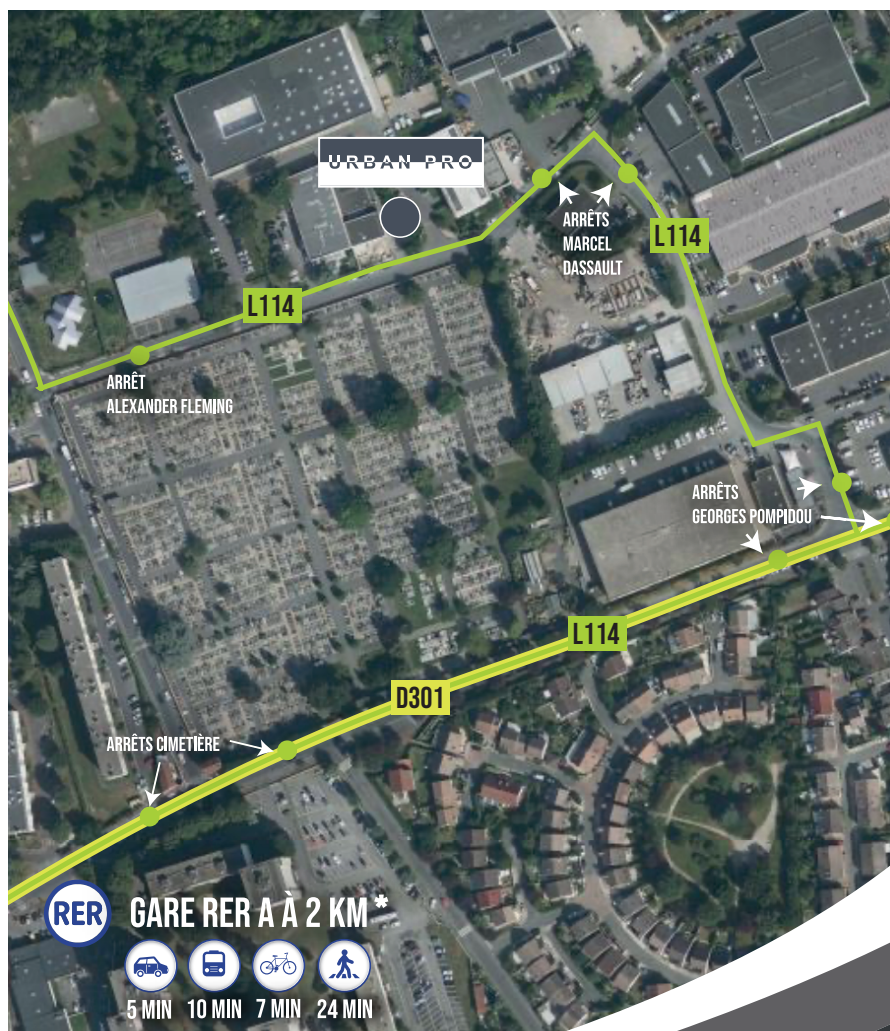 URBAN PRO
ARRÊTS
MARCEL
DASSAULT
L114
L114
ARRÊT
ALEXANDER FLEMING
ARRÊTS
GEORGES POMPIDOU
L114
D301
ARRÊTS CIMETIÈRE
RER GARE RER A À 2 KM*
5 MIN 10 MIN 7 MIN 24 MIN